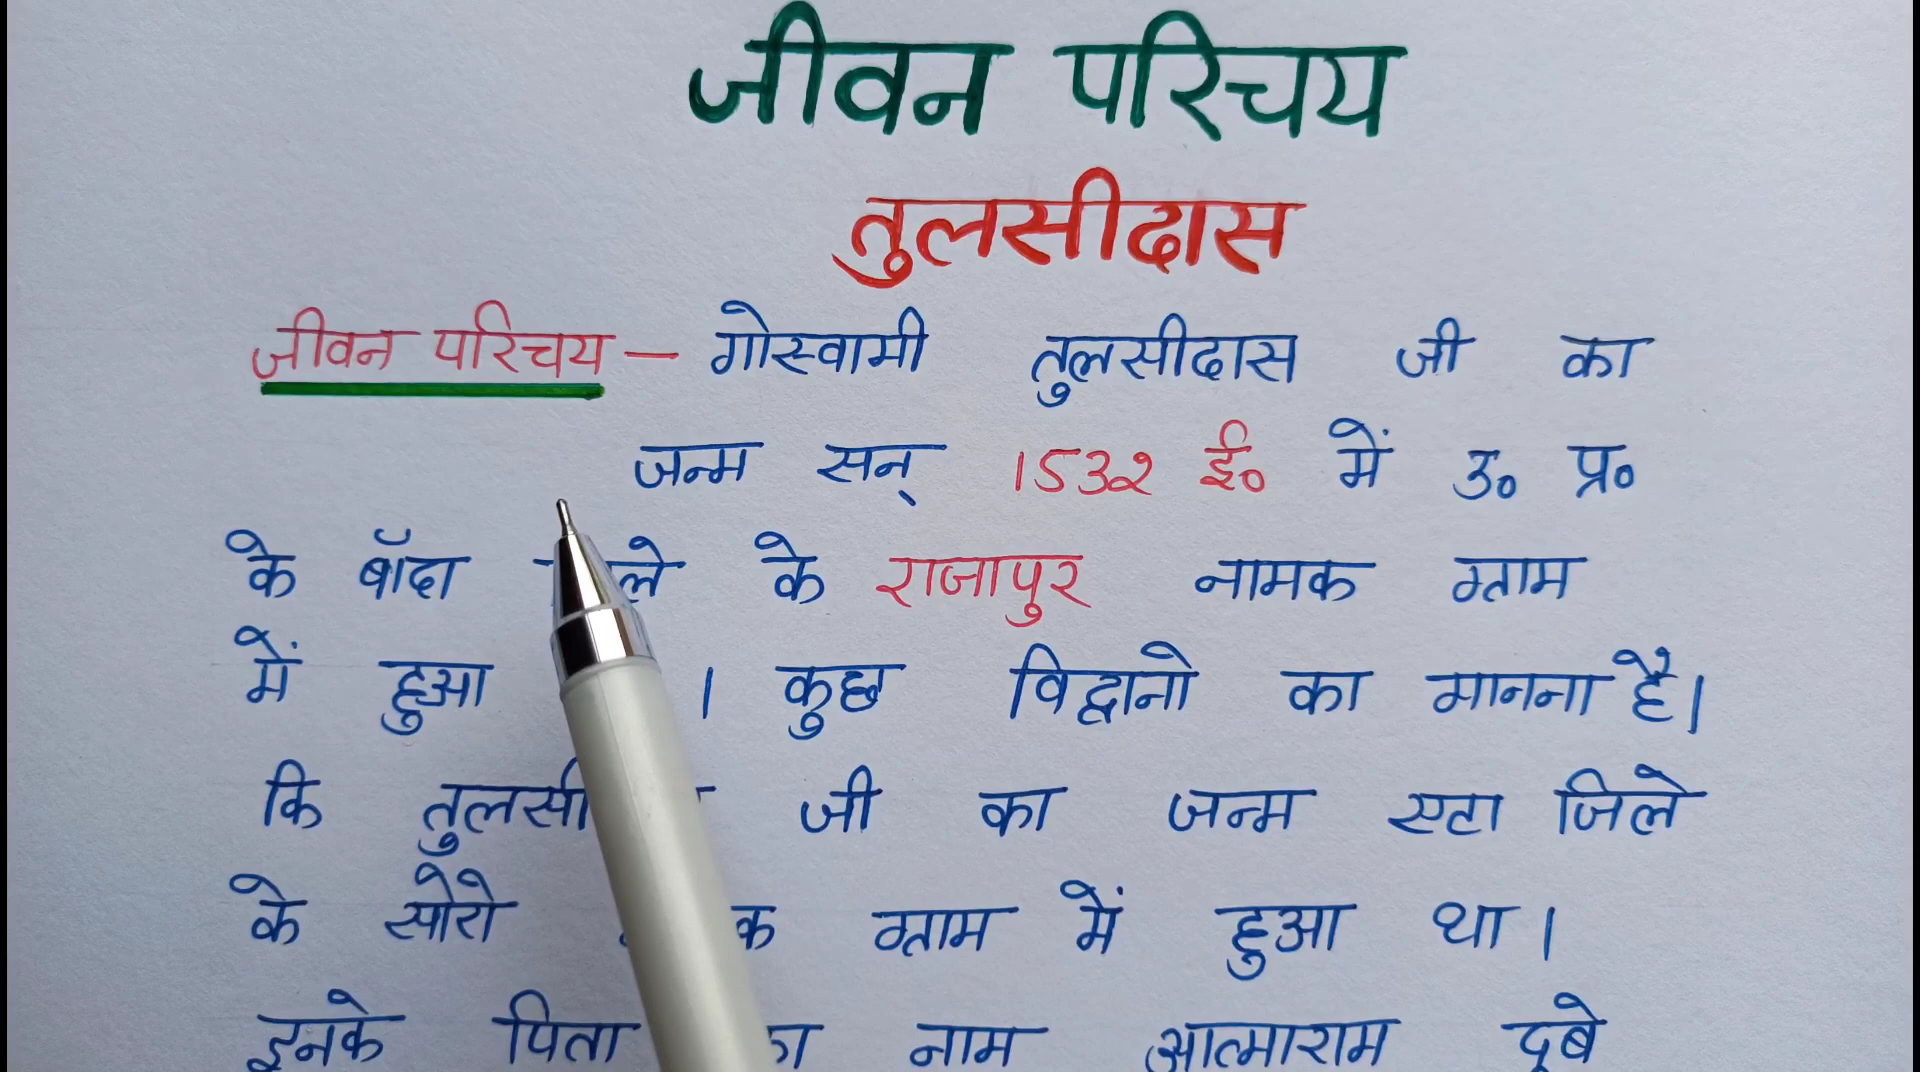 जीवन परिचय
तुलसीदास
जीवन परिचय — गोस्वामी तुलसीदास जी का
जन्म सन् 1532 ई० में उ० प्र०
के बॉदा के राजापुर नामक ग्राम
में हुआ । कुछ विद्वानो का मानना है।
कि जी का जन्म एटा जिले
के सोरो ग्राम में हुआ था ।
इनके पिता नाम आत्माराम दूबे